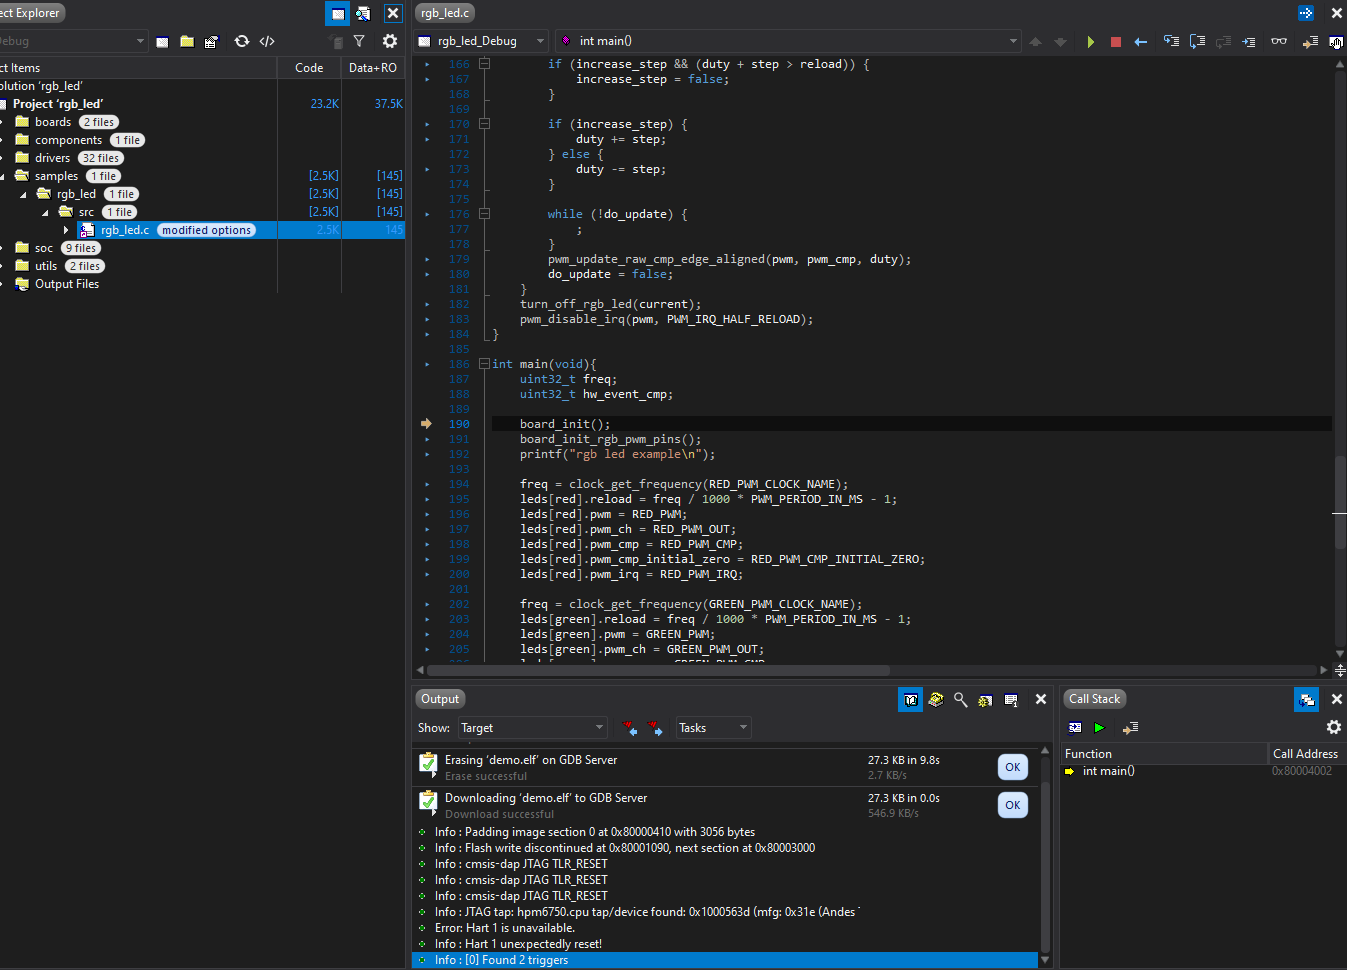 ect Explorer
Debug
ct Items Code Data+RO
olution 'rgb_led'
Project 'rgb_led' 23.2K 37.5K
boards 2 files
components 1 file
drivers 32 files
samples 1 file [2.5K] [145]
rgb_led 1 file [2.5K] [145]
src 1 file [2.5K] [145]
rgb_led.c modified options 2.5K 145
soc 9 files
utils 2 files
Output Files
rgb_led.c
rgb_led_Debug int main()
166 if (increase_step && (duty + step > reload)) {
167 increase_step = false;
168 }
169
170 if (increase_step) {
171 duty += step;
172 } else {
173 duty -= step;
174 }
175
176 while (!do_update) {
177 ;
178 }
179 pwm_update_raw_cmp_edge_aligned(pwm, pwm_cmp, duty);
180 do_update = false;
181 }
182 turn_off_rgb_led(current);
183 pwm_disable_irq(pwm, PWM_IRQ_HALF_RELOAD);
184 }
185
186 int main(void){
187 uint32_t freq;
188 uint32_t hw_event_cmp;
189
190 board_init();
191 board_init_rgb_pwm_pins();
192 printf("rgb led example\n");
193
194 freq = clock_get_frequency(RED_PWM_CLOCK_NAME);
195 leds[red].reload = freq / 1000 * PWM_PERIOD_IN_MS - 1;
196 leds[red].pwm = RED_PWM;
197 leds[red].pwm_ch = RED_PWM_OUT;
198 leds[red].pwm_cmp = RED_PWM_CMP;
199 leds[red].pwm_cmp_initial_zero = RED_PWM_CMP_INITIAL_ZERO;
200 leds[red].pwm_irq = RED_PWM_IRQ;
201
202 freq = clock_get_frequency(GREEN_PWM_CLOCK_NAME);
203 leds[green].reload = freq / 1000 * PWM_PERIOD_IN_MS - 1;
204 leds[green].pwm = GREEN_PWM;
205 leds[green].pwm_ch = GREEN_PWM_OUT;
Output
Show: Target Tasks
Erasing 'demo.elf' on GDB Server 27.3 KB in 9.8s OK
Erase successful 2.7 KB/s
Downloading 'demo.elf' to GDB Server 27.3 KB in 0.0s OK
Download successful 546.9 KB/s
Info : Padding image section 0 at 0x80000410 with 3056 bytes
Info : Flash write discontinued at 0x80001090, next section at 0x80003000
Info : cmsis-dap JTAG TLR_RESET
Info : cmsis-dap JTAG TLR_RESET
Info : cmsis-dap JTAG TLR_RESET
Info : JTAG tap: hpm6750.cpu tap/device found: 0x1000563d (mfg: 0x31e (Andes
Error: Hart 1 is unavailable.
Info : Hart 1 unexpectedly reset!
Info : [0] Found 2 triggers
Call Stack
Function Call Address
int main() 0x80004002